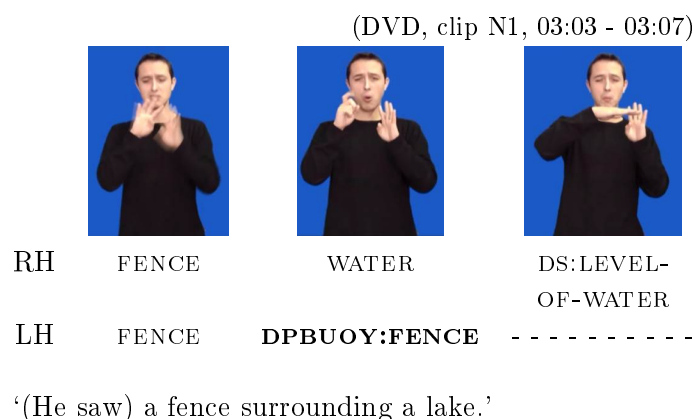 (DVD, clip N1, 03:03 - 03:07)
RH FENCE WATER DS:LEVEL-
OF-WATER
LH FENCE DPBUOY:FENCE - - - - - - - - - -
‘(He saw) a fence surrounding a lake.’